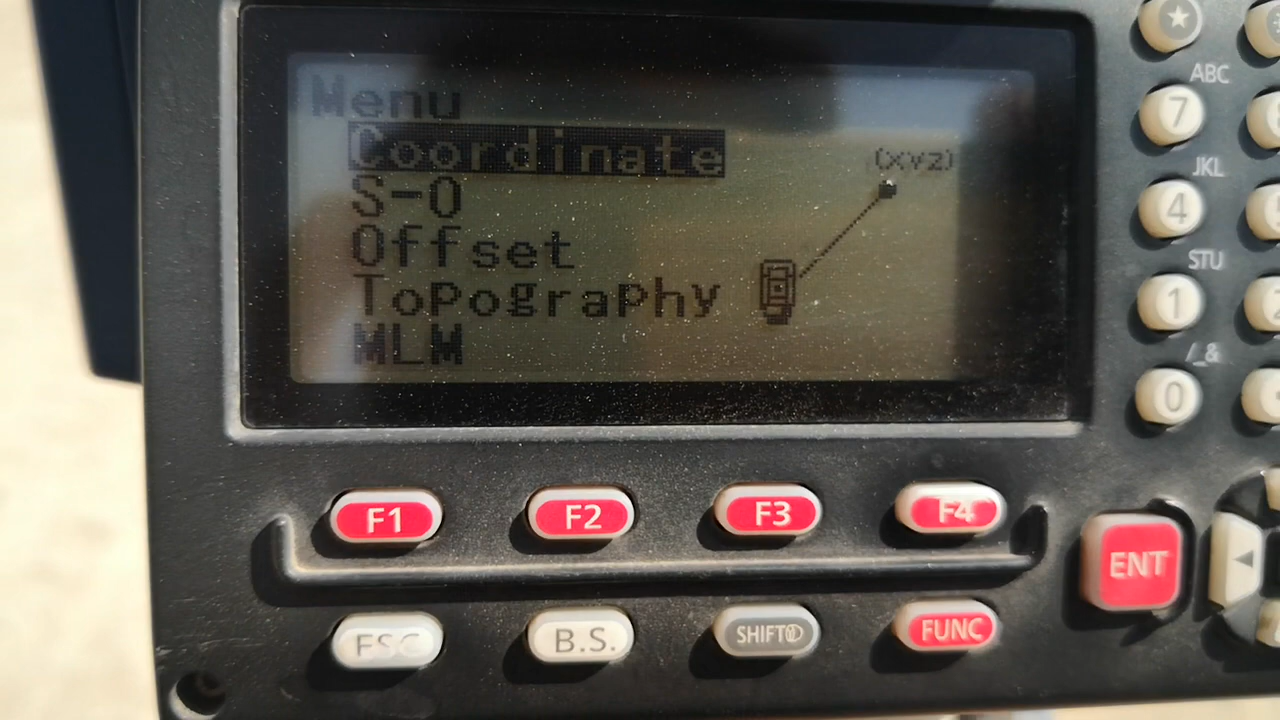 Menu
Coordinate
(xyz)
S-O
Offset
Topography
MLM
ABC
7
JKL
4
STU
1
/_&
0
F1
F2
F3
F4
ENT
ESC
B.S.
SHIFT
FUNC